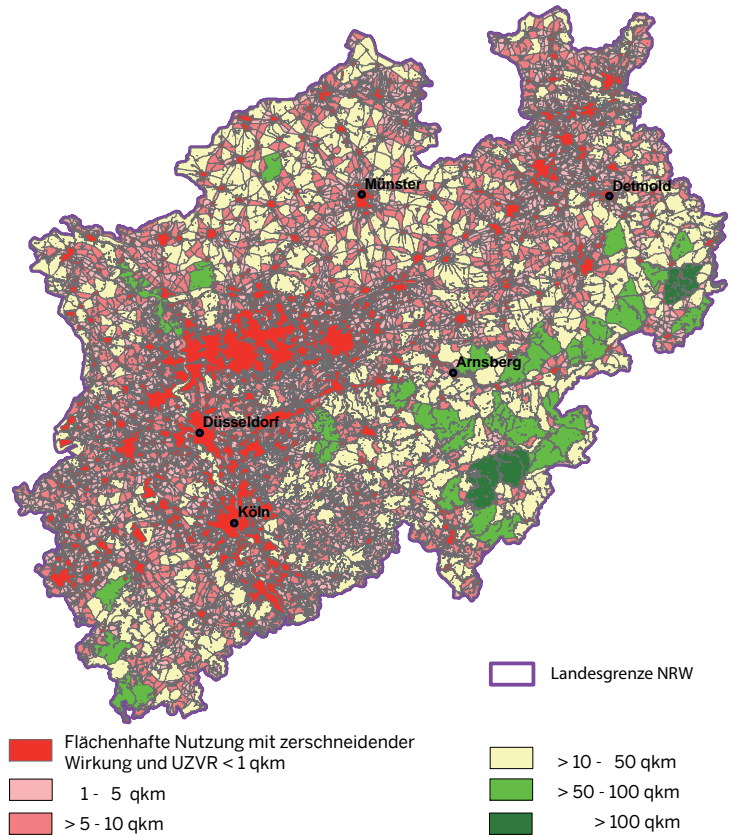 Münster
Detmold
Arnsberg
Düsseldorf
Köln
Landesgrenze NRW
Flächenhafte Nutzung mit zerschneidender
Wirkung und UZVR < 1 qkm
1 - 5 qkm
> 5 - 10 qkm
> 10 - 50 qkm
> 50 - 100 qkm
> 100 qkm